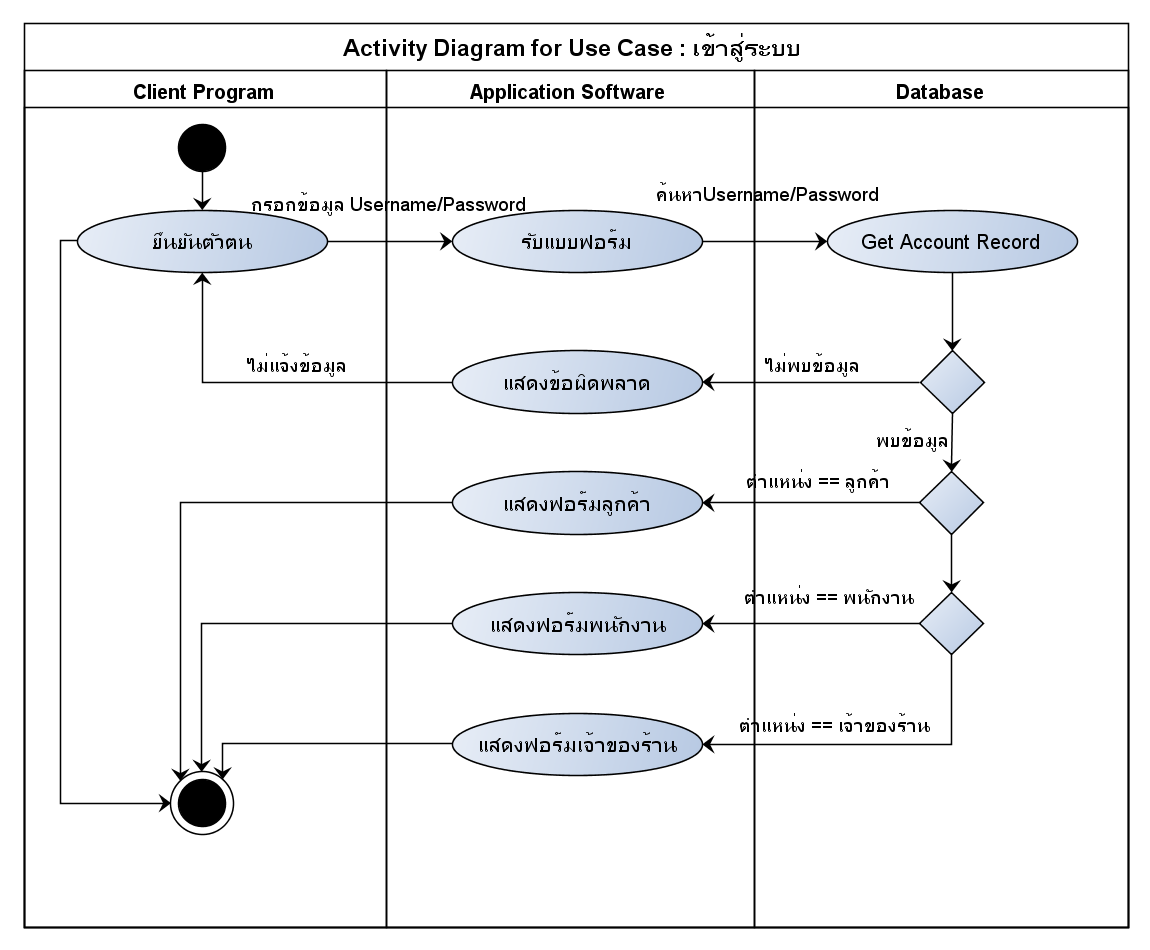 Activity Diagram for Use Case : เข้าสู่ระบบ
Client Program
Application Software
Database
กรอกข้อมูล Username/Password
ค้นหาUsername/Password
ยืนยันตัวตน
รับแบบฟอร์ม
Get Account Record
ไม่แจ้งข้อมูล
แสดงข้อผิดพลาด
ไม่พบข้อมูล
พบข้อมูล
ตำแหน่ง == ลูกค้า
แสดงฟอร์มลูกค้า
ตำแหน่ง == พนักงาน
แสดงฟอร์มพนักงาน
ตำแหน่ง == เจ้าของร้าน
แสดงฟอร์มเจ้าของร้าน